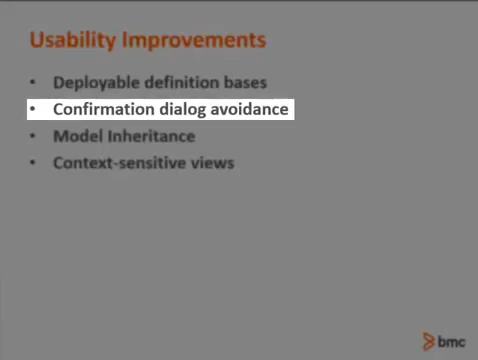 Usability Improvements
• Deployable definition bases
• Confirmation dialog avoidance
• Model Inheritance
• Context-sensitive views
bmc